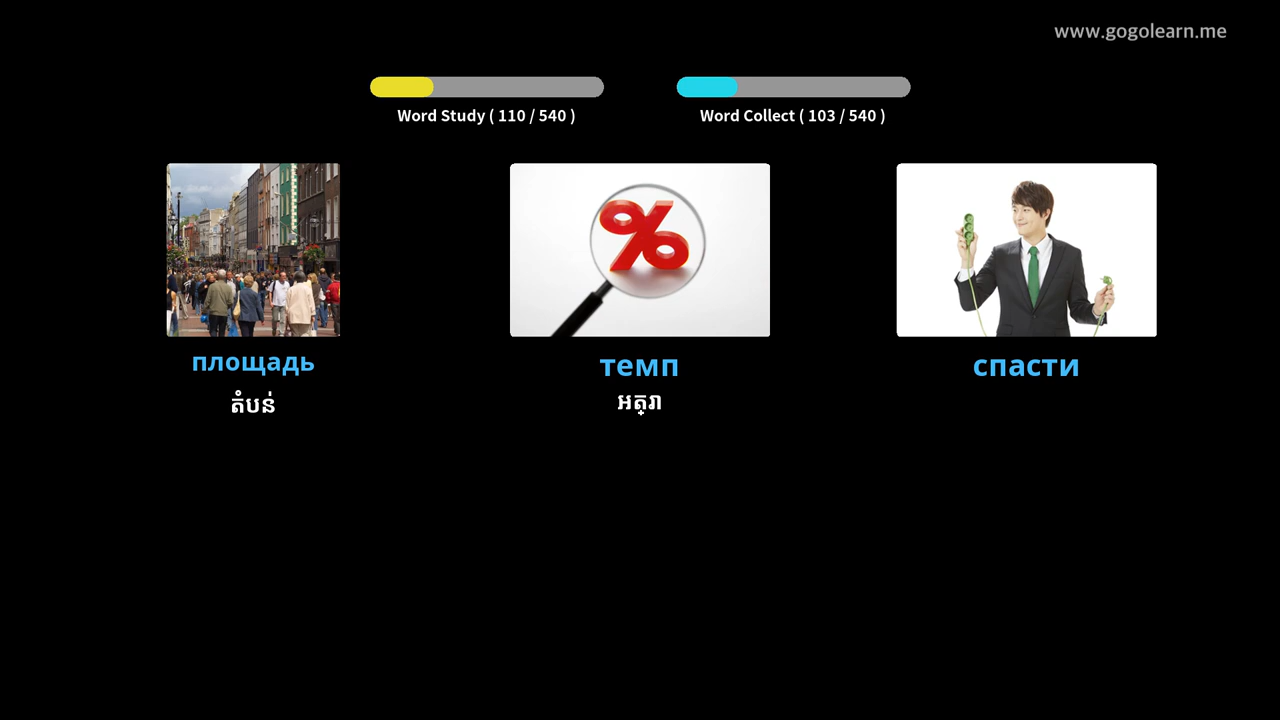 www.gogolearn.me
Word Study ( 110 / 540 )
Word Collect ( 103 / 540 )
площадь
темп
спасти
តំបន់
អត្រា